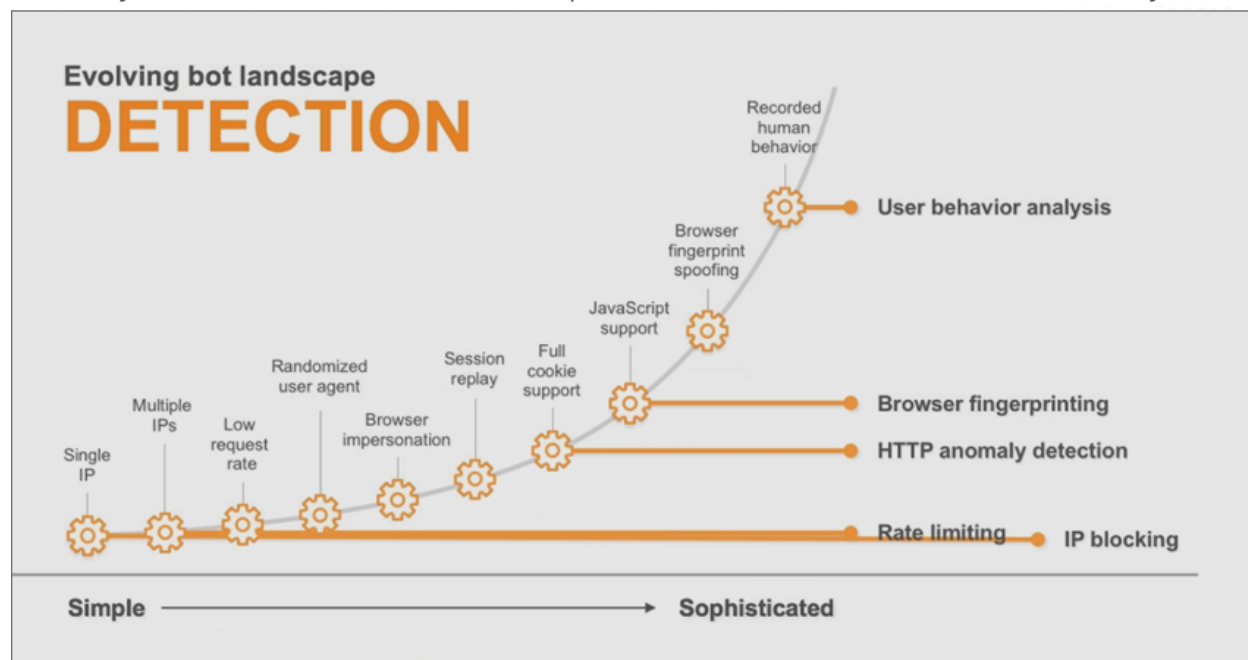 Evolving bot landscape
DETECTION
Single
IP
Multiple
IPs
Low
request
rate
Randomized
user agent
Browser
impersonation
Session
replay
Full
cookie
support
JavaScript
support
Browser
fingerprint
spoofing
Recorded
human
behavior
User behavior analysis
Browser fingerprinting
HTTP anomaly detection
Rate limiting
IP blocking
Simple
Sophisticated